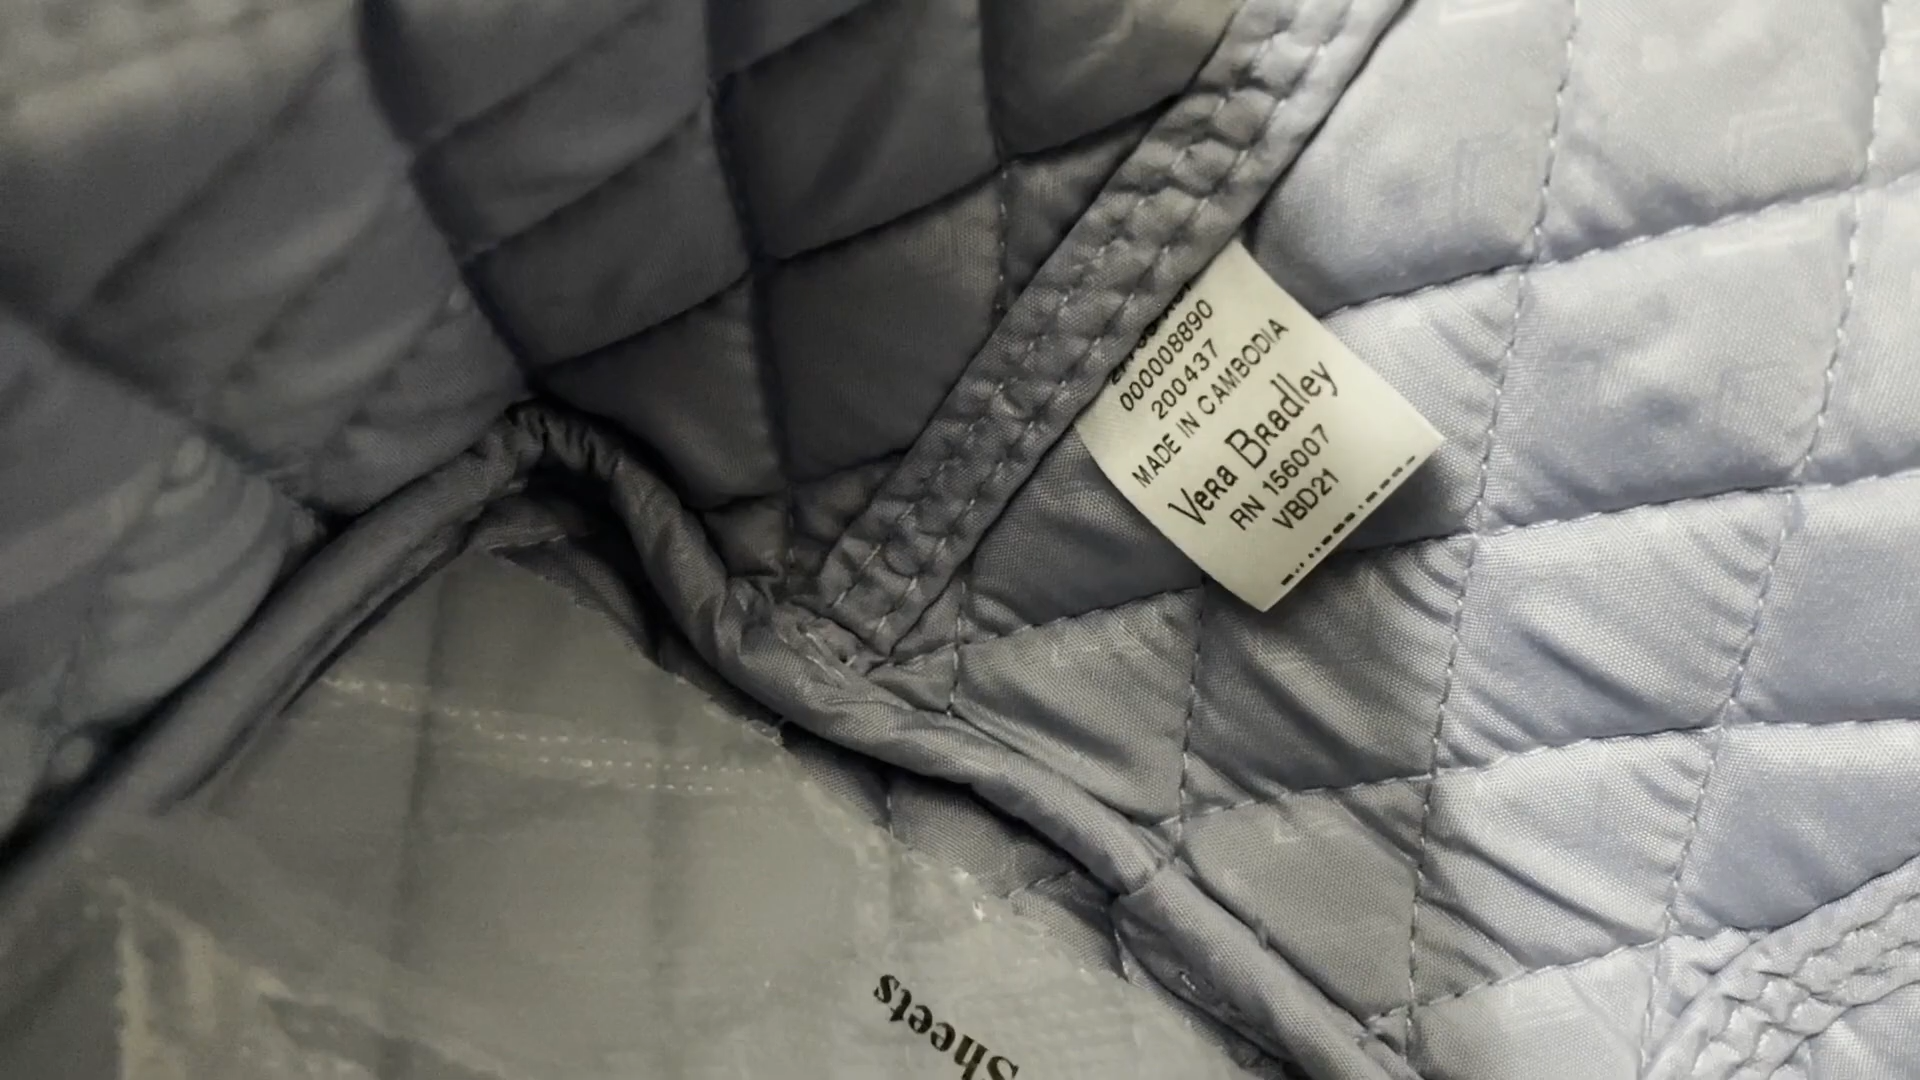 000008890
200437
MADE IN CAMBODIA
Vera Bradley
RN 156007
VBD21
Sheets